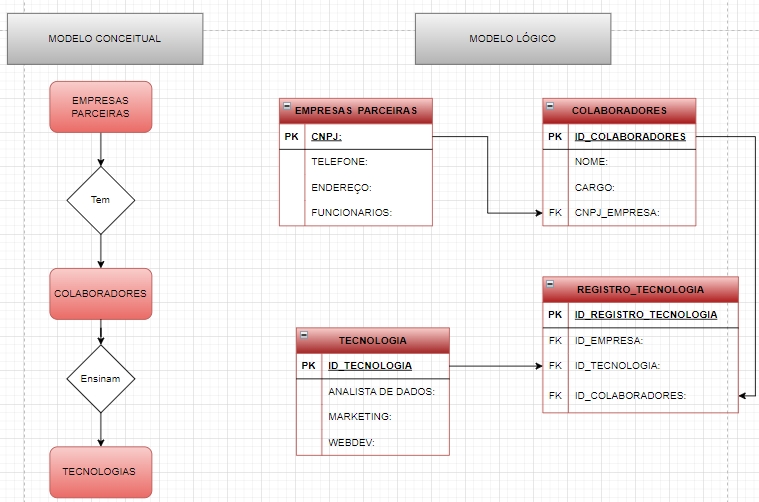 MODELO CONCEITUAL
MODELO LÓGICO
EMPRESAS
PARCEIRAS
Tem
COLABORADORES
Ensinam
TECNOLOGIAS
EMPRESAS PARCEIRAS
PK CNPJ:
TELEFONE:
ENDEREÇO:
FUNCIONARIOS:
COLABORADORES
PK ID_COLABORADORES
NOME:
CARGO:
FK CNPJ_EMPRESA:
TECNOLOGIA
PK ID_TECNOLOGIA
ANALISTA DE DADOS:
MARKETING:
WEBDEV:
REGISTRO_TECNOLOGIA
PK ID_REGISTRO_TECNOLOGIA
FK ID_EMPRESA:
FK ID_TECNOLOGIA:
FK ID_COLABORADORES: